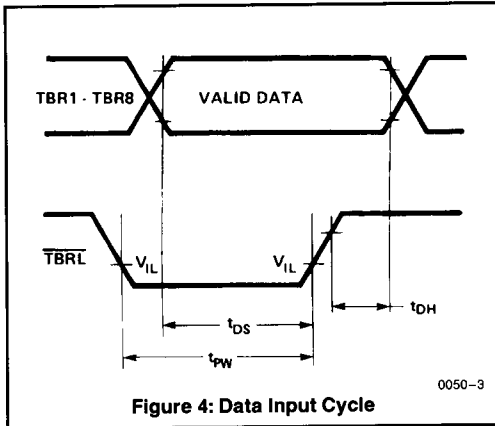 TBR1 - TBR8
VALID DATA
TBRL
VIL
VIL
tDH
tDS
tPW
0050-3
Figure 4: Data Input Cycle